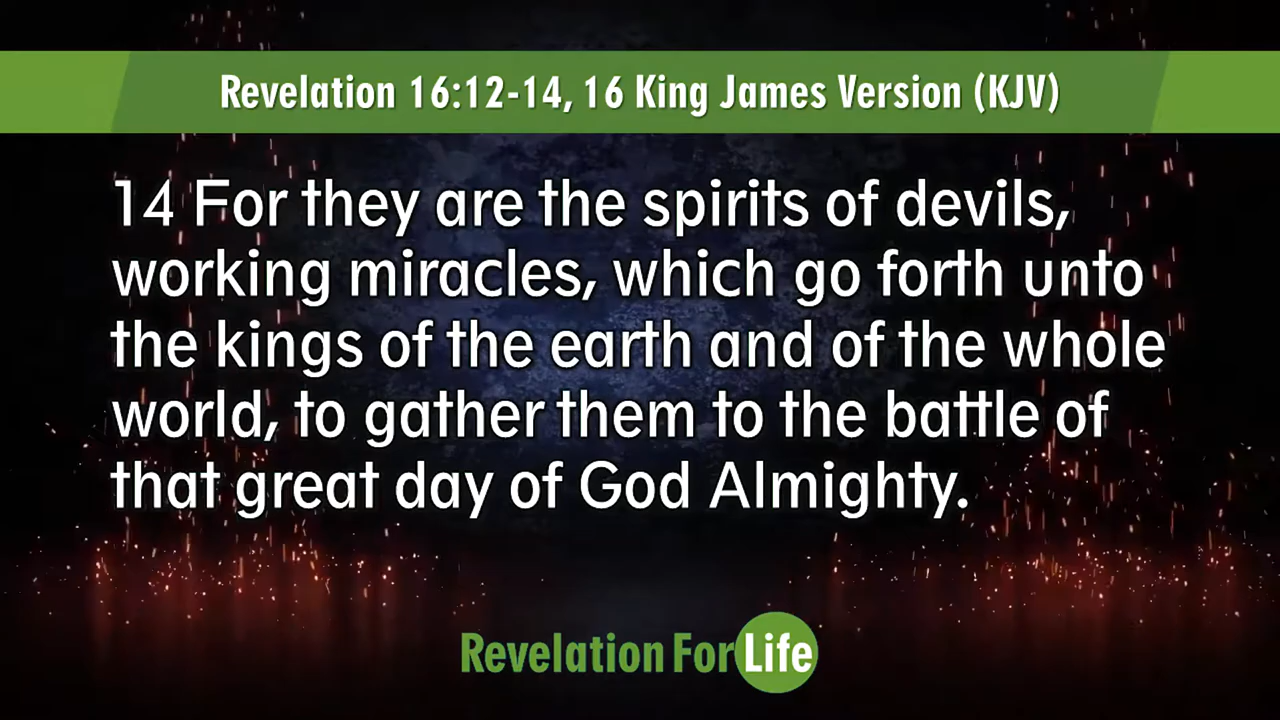 Revelation 16:12-14, 16 King James Version (KJV)
14 For they are the spirits of devils,
working miracles, which go forth unto
the kings of the earth and of the whole
world, to gather them to the battle of
that great day of God Almighty.
Revelation For Life